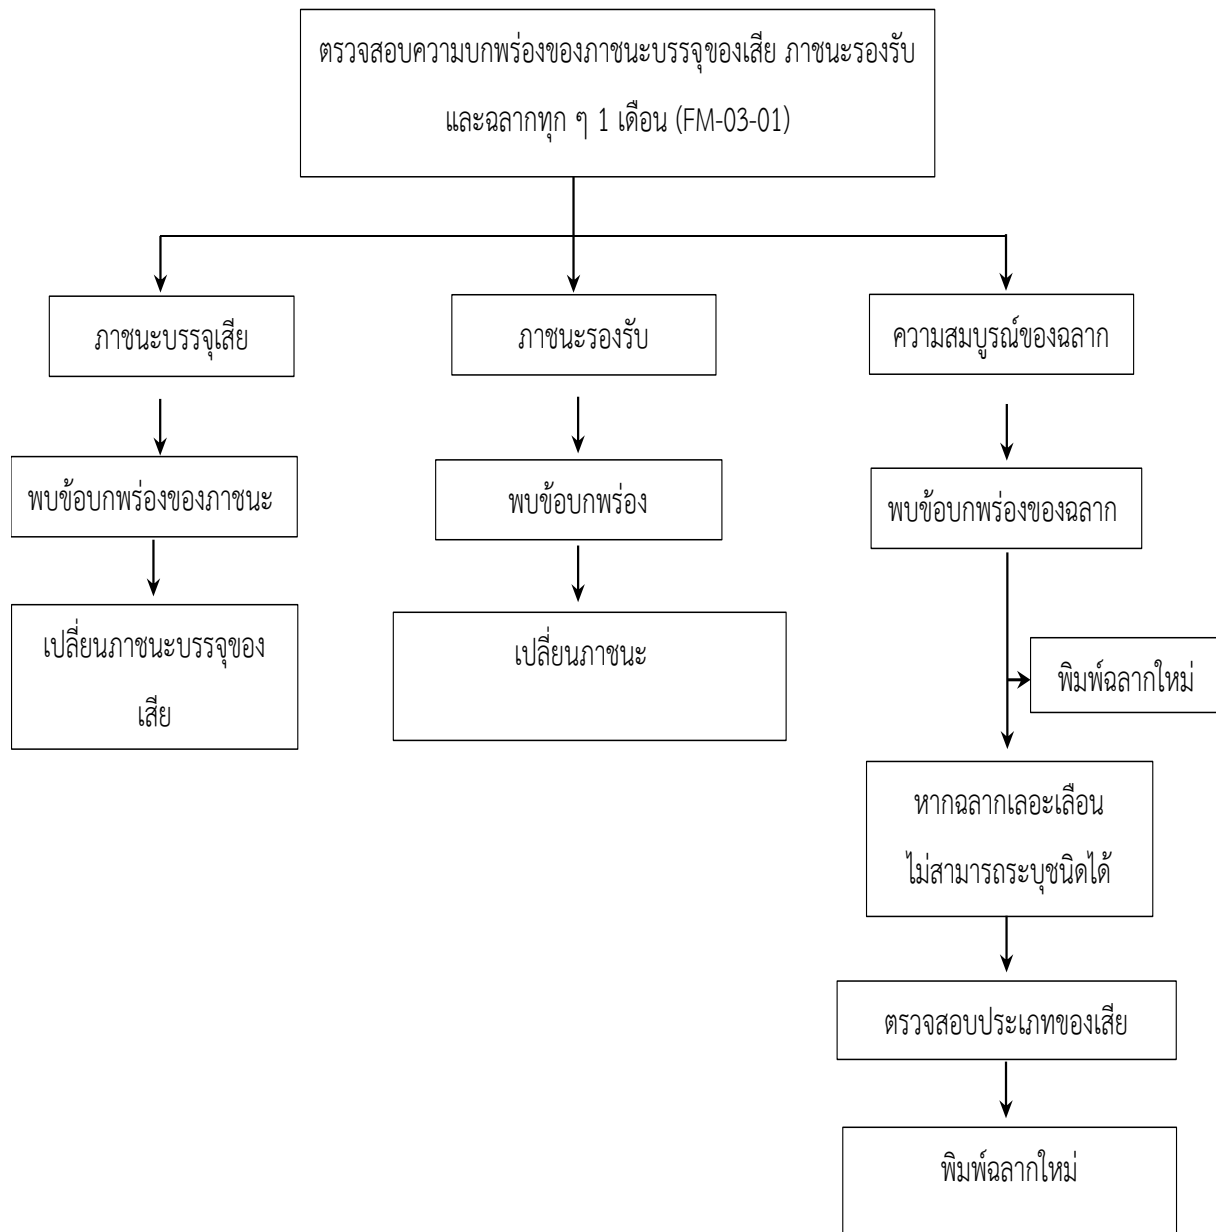 ตรวจสอบความบกพร่องของภาชนะบรรจุของเสีย ภาชนะรองรับ
และฉลากทุก ๆ 1 เดือน (FM-03-01)
ภาชนะบรรจุเสีย
ภาชนะรองรับ
ความสมบูรณ์ของฉลาก
พบข้อบกพร่องของภาชนะ
พบข้อบกพร่อง
พบข้อบกพร่องของฉลาก
เปลี่ยนภาชนะบรรจุของ
เสีย
เปลี่ยนภาชนะ
พิมพ์ฉลากใหม่
หากฉลากเลอะเลือน
ไม่สามารถระบุชนิดได้
ตรวจสอบประเภทของเสีย
พิมพ์ฉลากใหม่